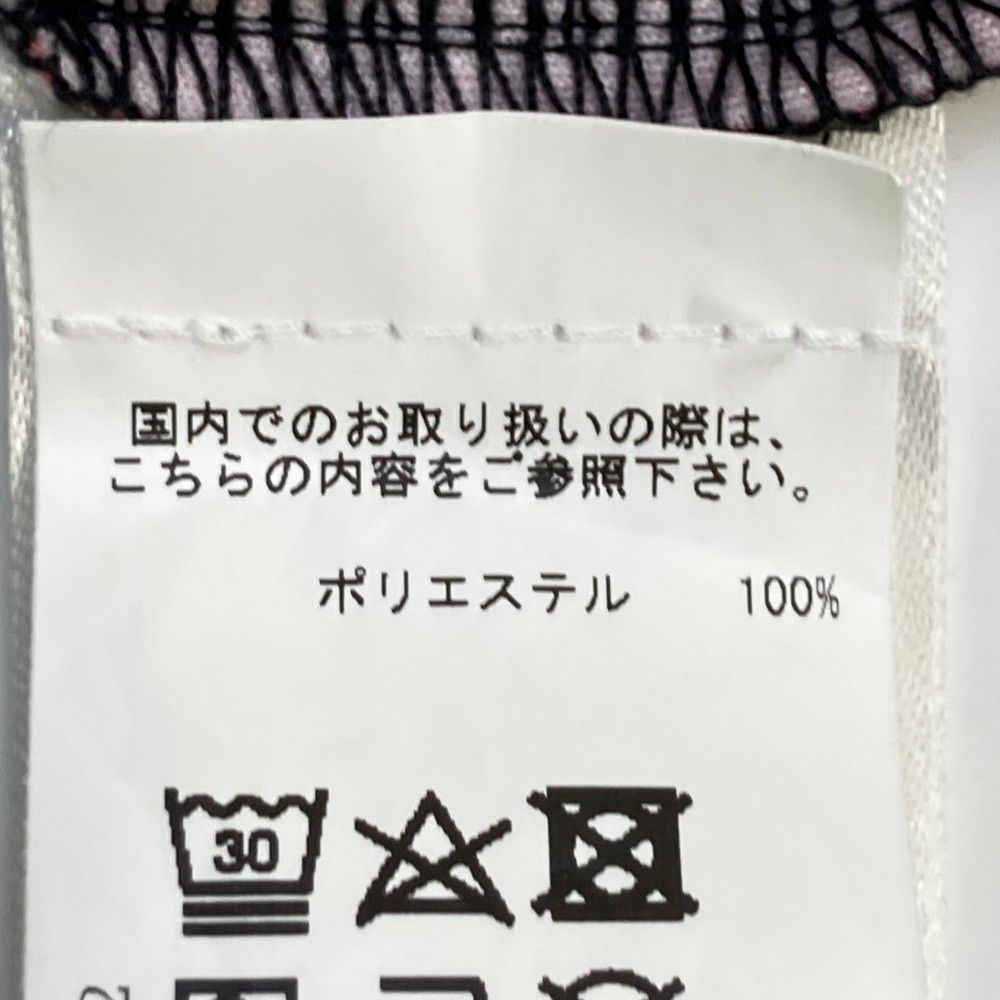 国内でのお取り扱いの際は、
こちらの内容をご参照下さい。
ポリエステル 100%
30
2